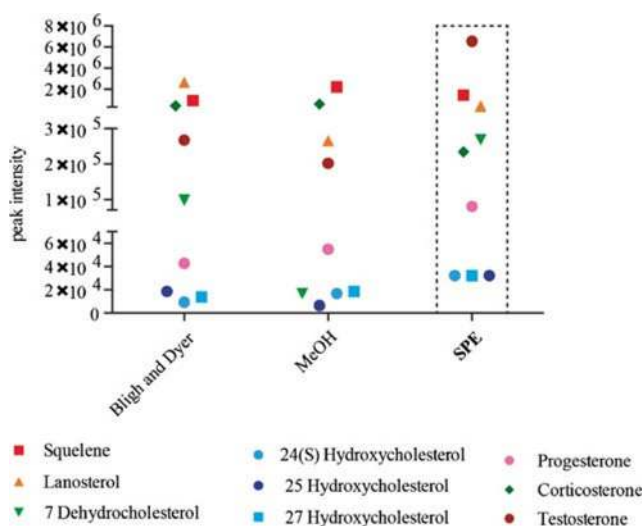 peak intensity
8×10 6
6×10 6
4×10 6
2×10 6
3×10 5
2×10 5
1×10 5
6×10 4
4×10 4
2×10 4
0
Bligh and Dyer
MeOH
SPE
Squelene
Lanosterol
7 Dehydrocholesterol
24(S) Hydroxycholesterol
25 Hydroxycholesterol
27 Hydroxycholesterol
Progesterone
Corticosterone
Testosterone